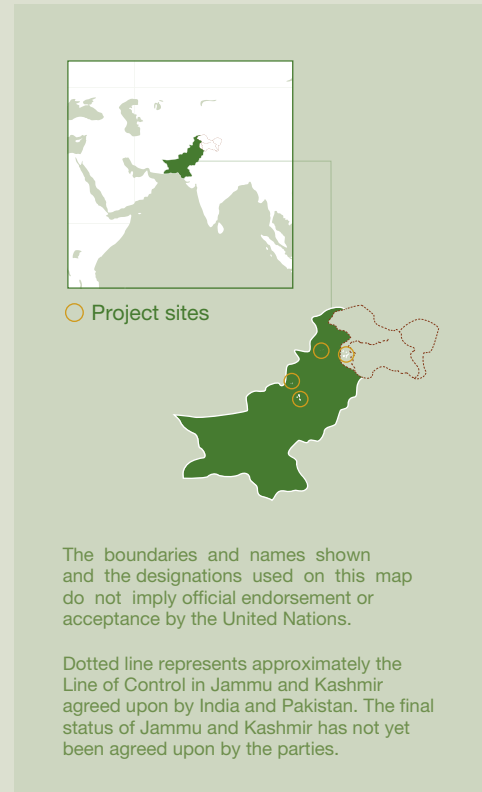 Project sites
The boundaries and names shown
and the designations used on this map
do not imply official endorsement or
acceptance by the United Nations.
Dotted line represents approximately the
Line of Control in Jammu and Kashmir
agreed upon by India and Pakistan. The final
status of Jammu and Kashmir has not yet
been agreed upon by the parties.